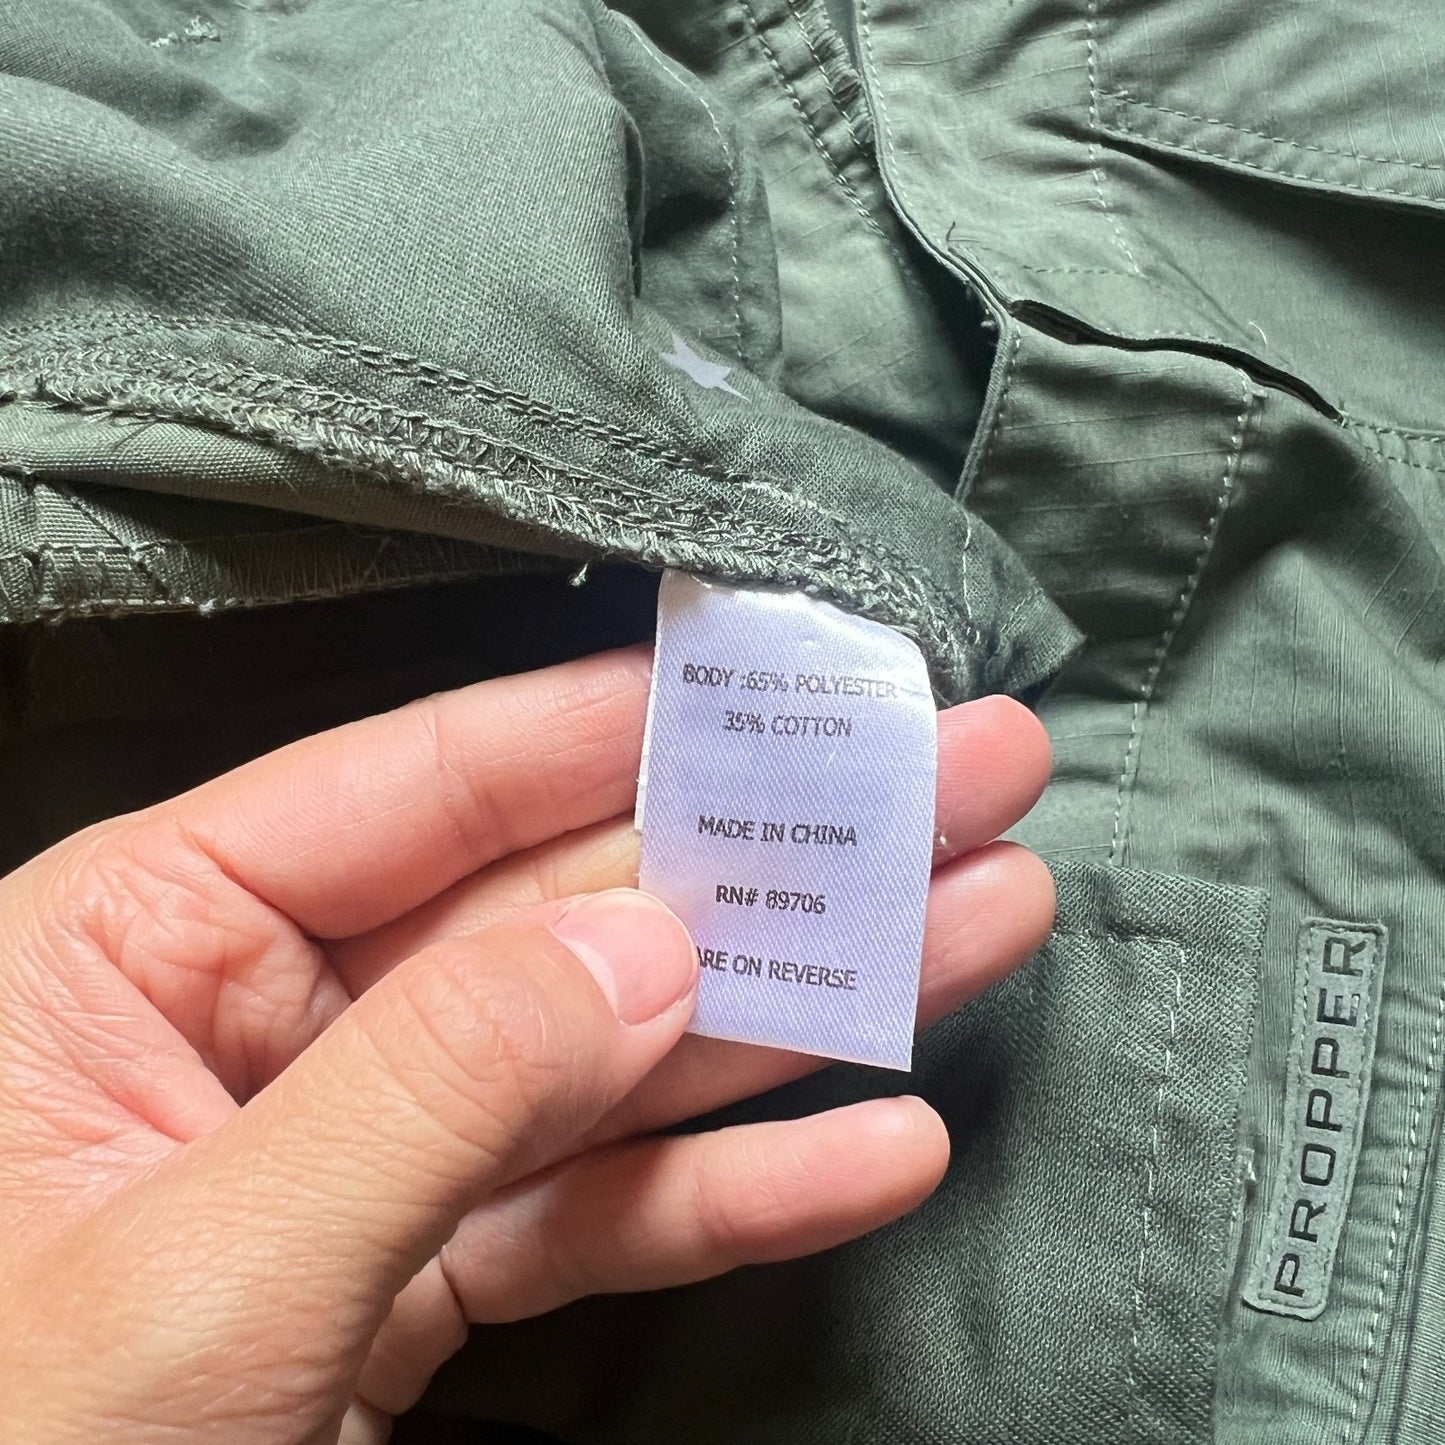 BODY :65% POLYESTER
35% COTTON
MADE IN CHINA
RN# 89706
ARE ON REVERSE
PROPPER